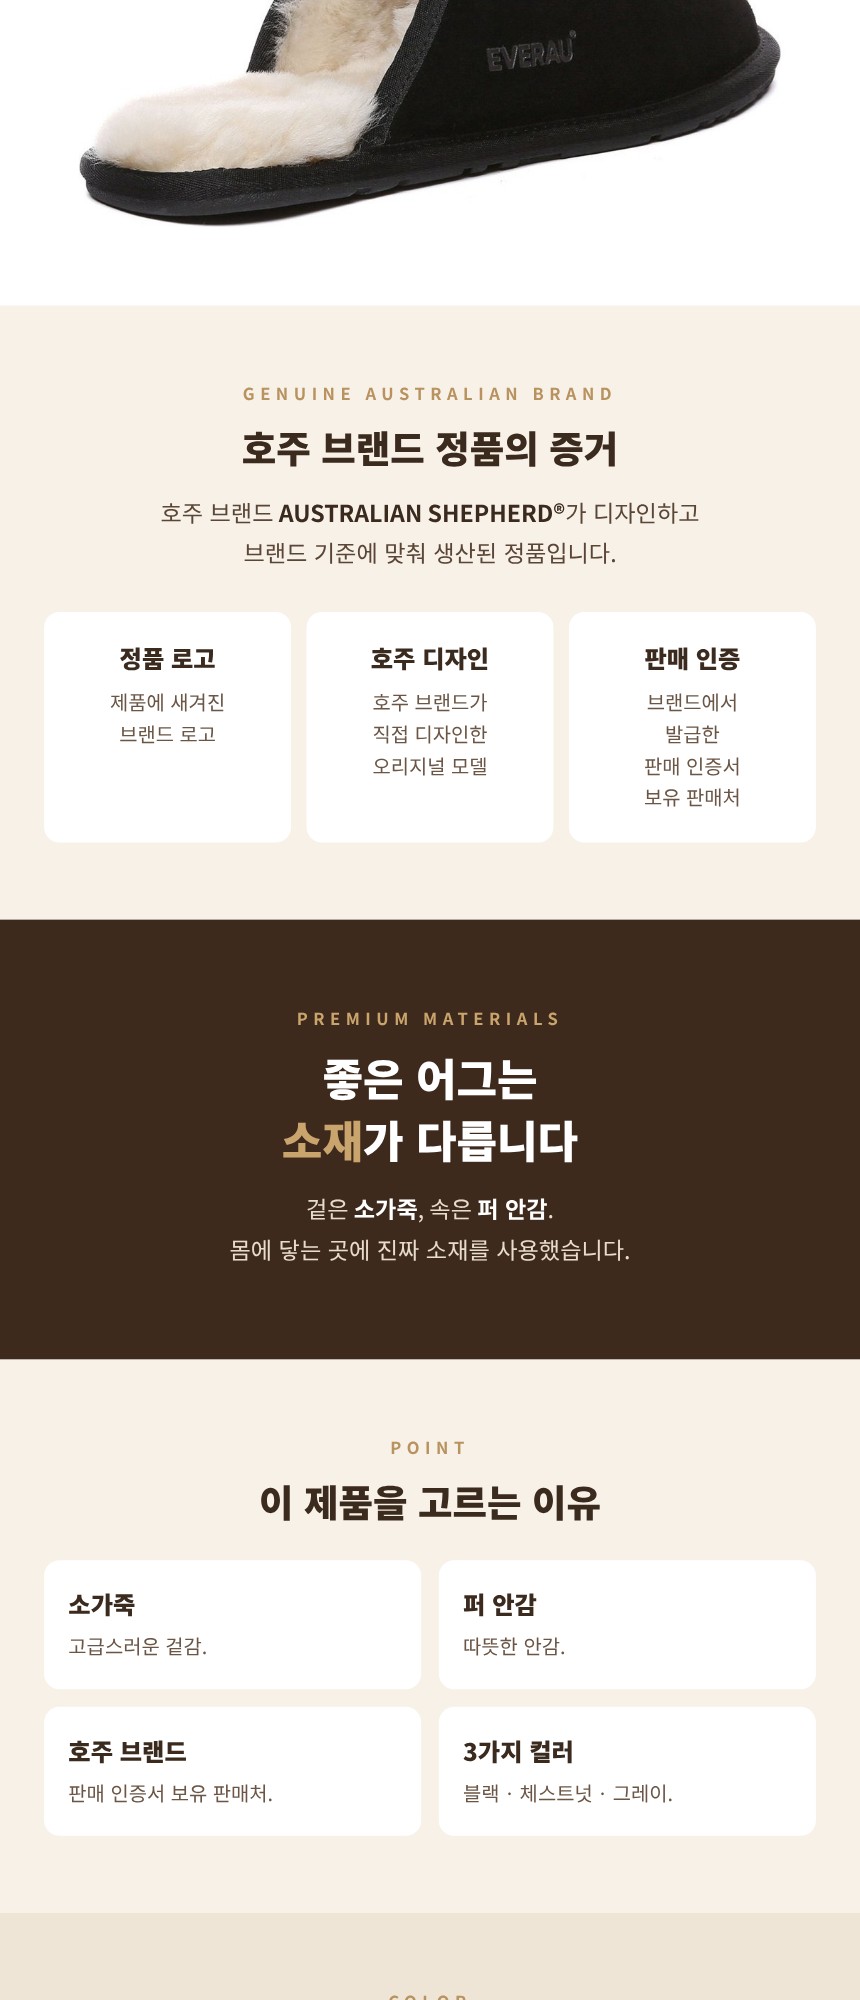 EVERAU
GENUINE AUSTRALIAN BRAND
호주 브랜드 정품의 증거
호주 브랜드 AUSTRALIAN SHEPHERD®가 디자인하고
브랜드 기준에 맞춰 생산된 정품입니다.
정품 로고
제품에 새겨진
브랜드 로고
호주 디자인
호주 브랜드가
직접 디자인한
오리지널 모델
판매 인증
브랜드에서
발급한
판매 인증서
보유 판매처
PREMIUM MATERIALS
좋은 어그는
소재가 다릅니다
겉은 소가죽, 속은 퍼 안감.
몸에 닿는 곳에 진짜 소재를 사용했습니다.
POINT
이 제품을 고르는 이유
소가죽
고급스러운 겉감.
퍼 안감
따뜻한 안감.
호주 브랜드
판매 인증서 보유 판매처.
3가지 컬러
블랙 · 체스트넛 · 그레이.
COLOR